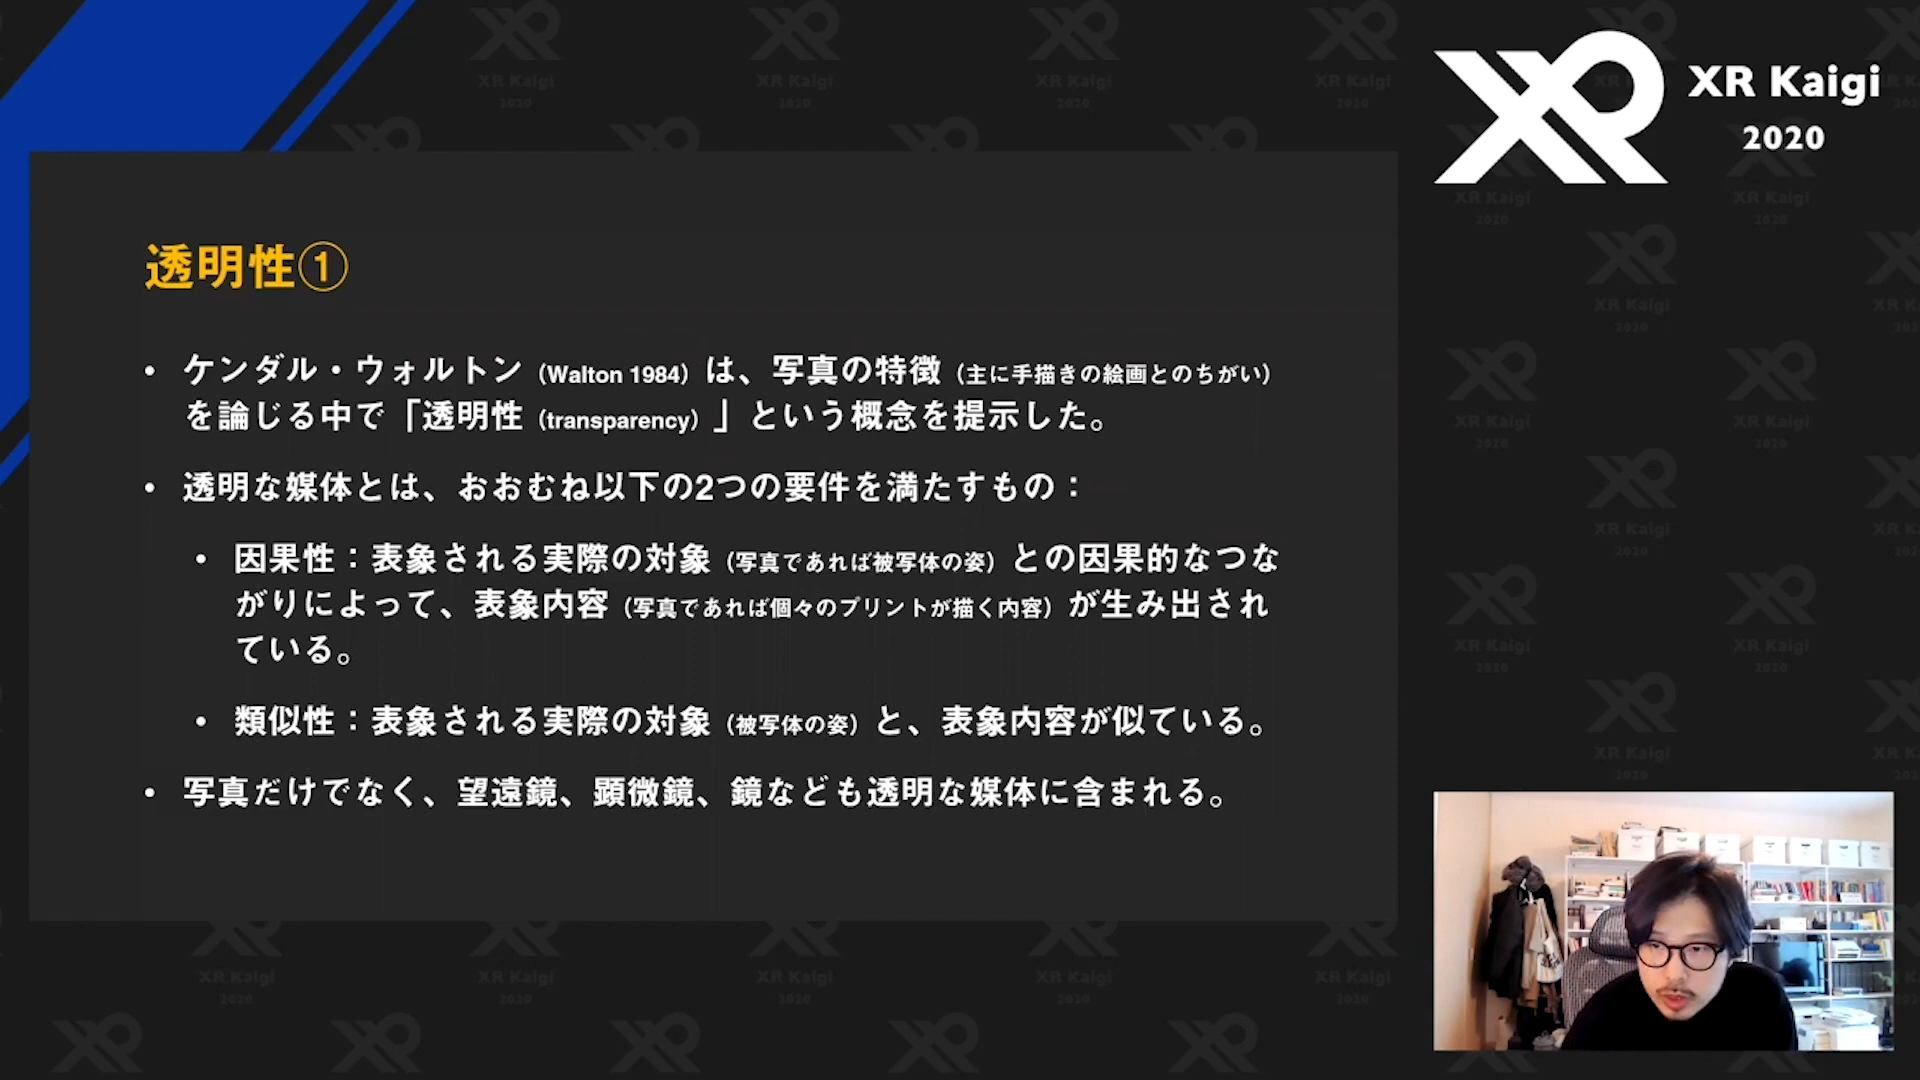 XR Kaigi
2020
透明性①
・ケンダル・ウォルトン（Walton 1984）は、写真の特徴（主に手描きの絵画とのちがい）
を論じる中で「透明性（transparency）」という概念を提示した。
・透明な媒体とは、おおむね以下の2つの要件を満たすもの：
・因果性：表象される実際の対象（写真であれば被写体の姿）との因果的なつな
がりによって、表象内容（写真であれば個々のプリントが描く内容）が生み出され
ている。
・類似性：表象される実際の対象（被写体の姿）と、表象内容が似ている。
・写真だけでなく、望遠鏡、顕微鏡、鏡なども透明な媒体に含まれる。